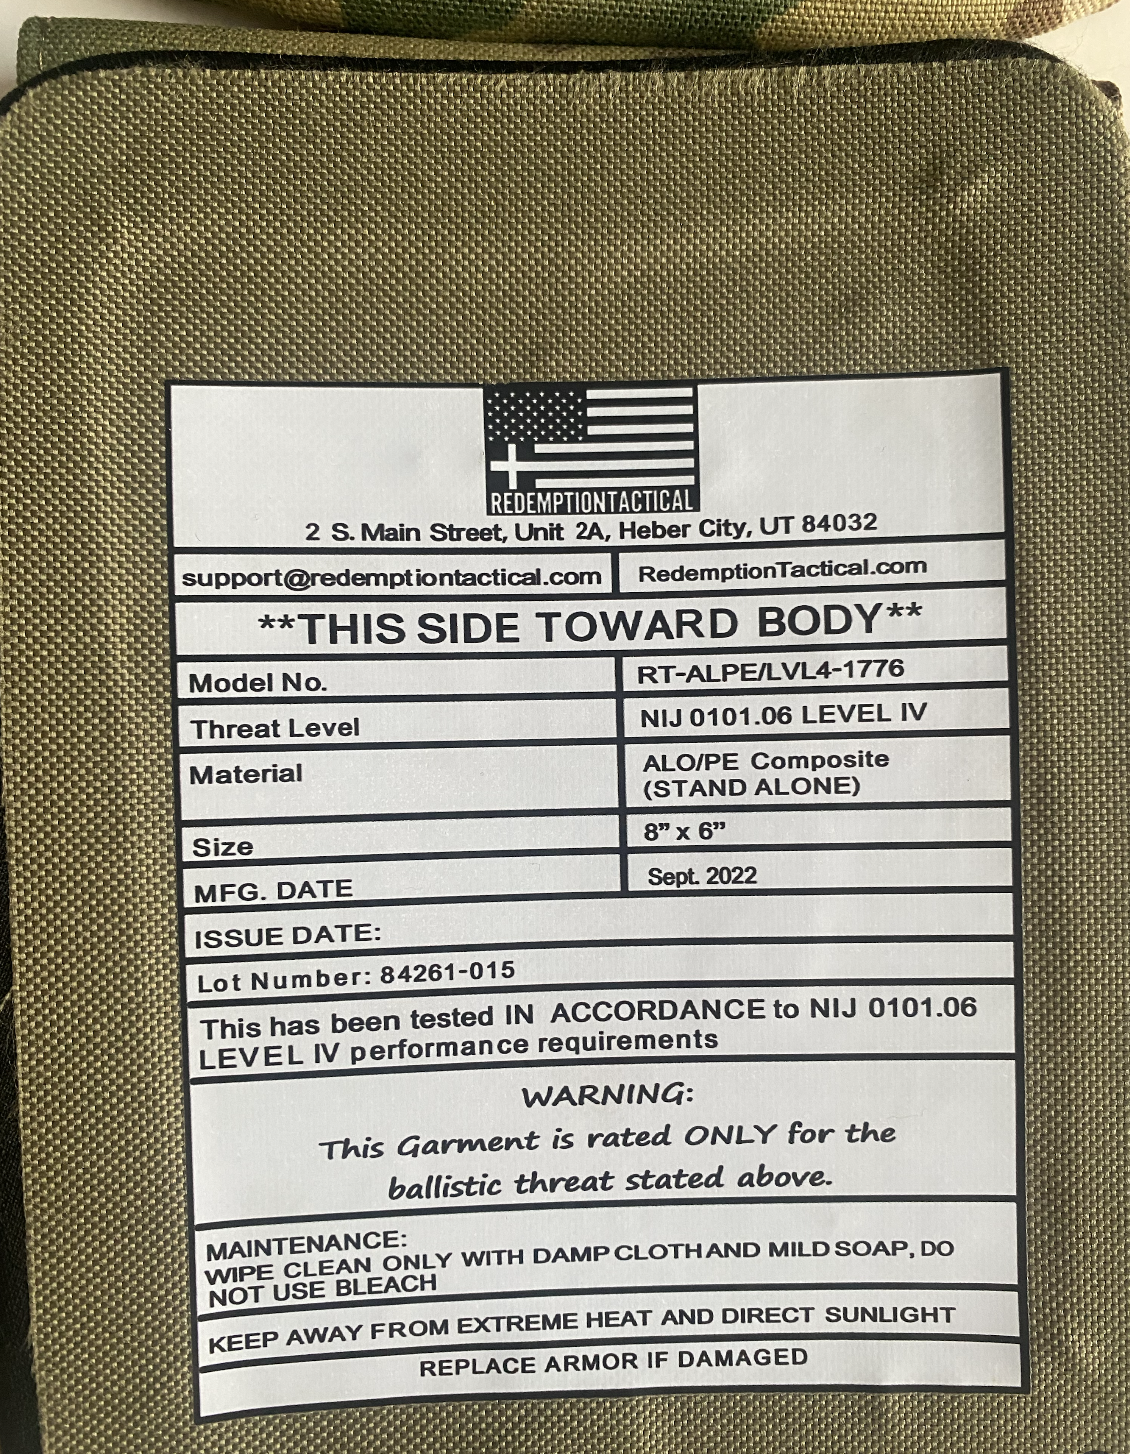 REDEMPTIONTACTICAL
2 S. Main Street, Unit 2A, Heber City, UT 84032
support@redemptiontactical.com RedemptionTactical.com
**THIS SIDE TOWARD BODY**
Model No. RT-ALPE/LVL4-1776
Threat Level NIJ 0101.06 LEVEL IV
Material ALO/PE Composite
(STAND ALONE)
Size 8” x 6”
MFG. DATE Sept. 2022
ISSUE DATE:
Lot Number: 84261-015
This has been tested IN ACCORDANCE to NIJ 0101.06
LEVEL IV performance requirements
WARNING:
This Garment is rated ONLY for the
ballistic threat stated above.
MAINTENANCE:
WIPE CLEAN ONLY WITH DAMP CLOTH AND MILD SOAP, DO
NOT USE BLEACH
KEEP AWAY FROM EXTREME HEAT AND DIRECT SUNLIGHT
REPLACE ARMOR IF DAMAGED